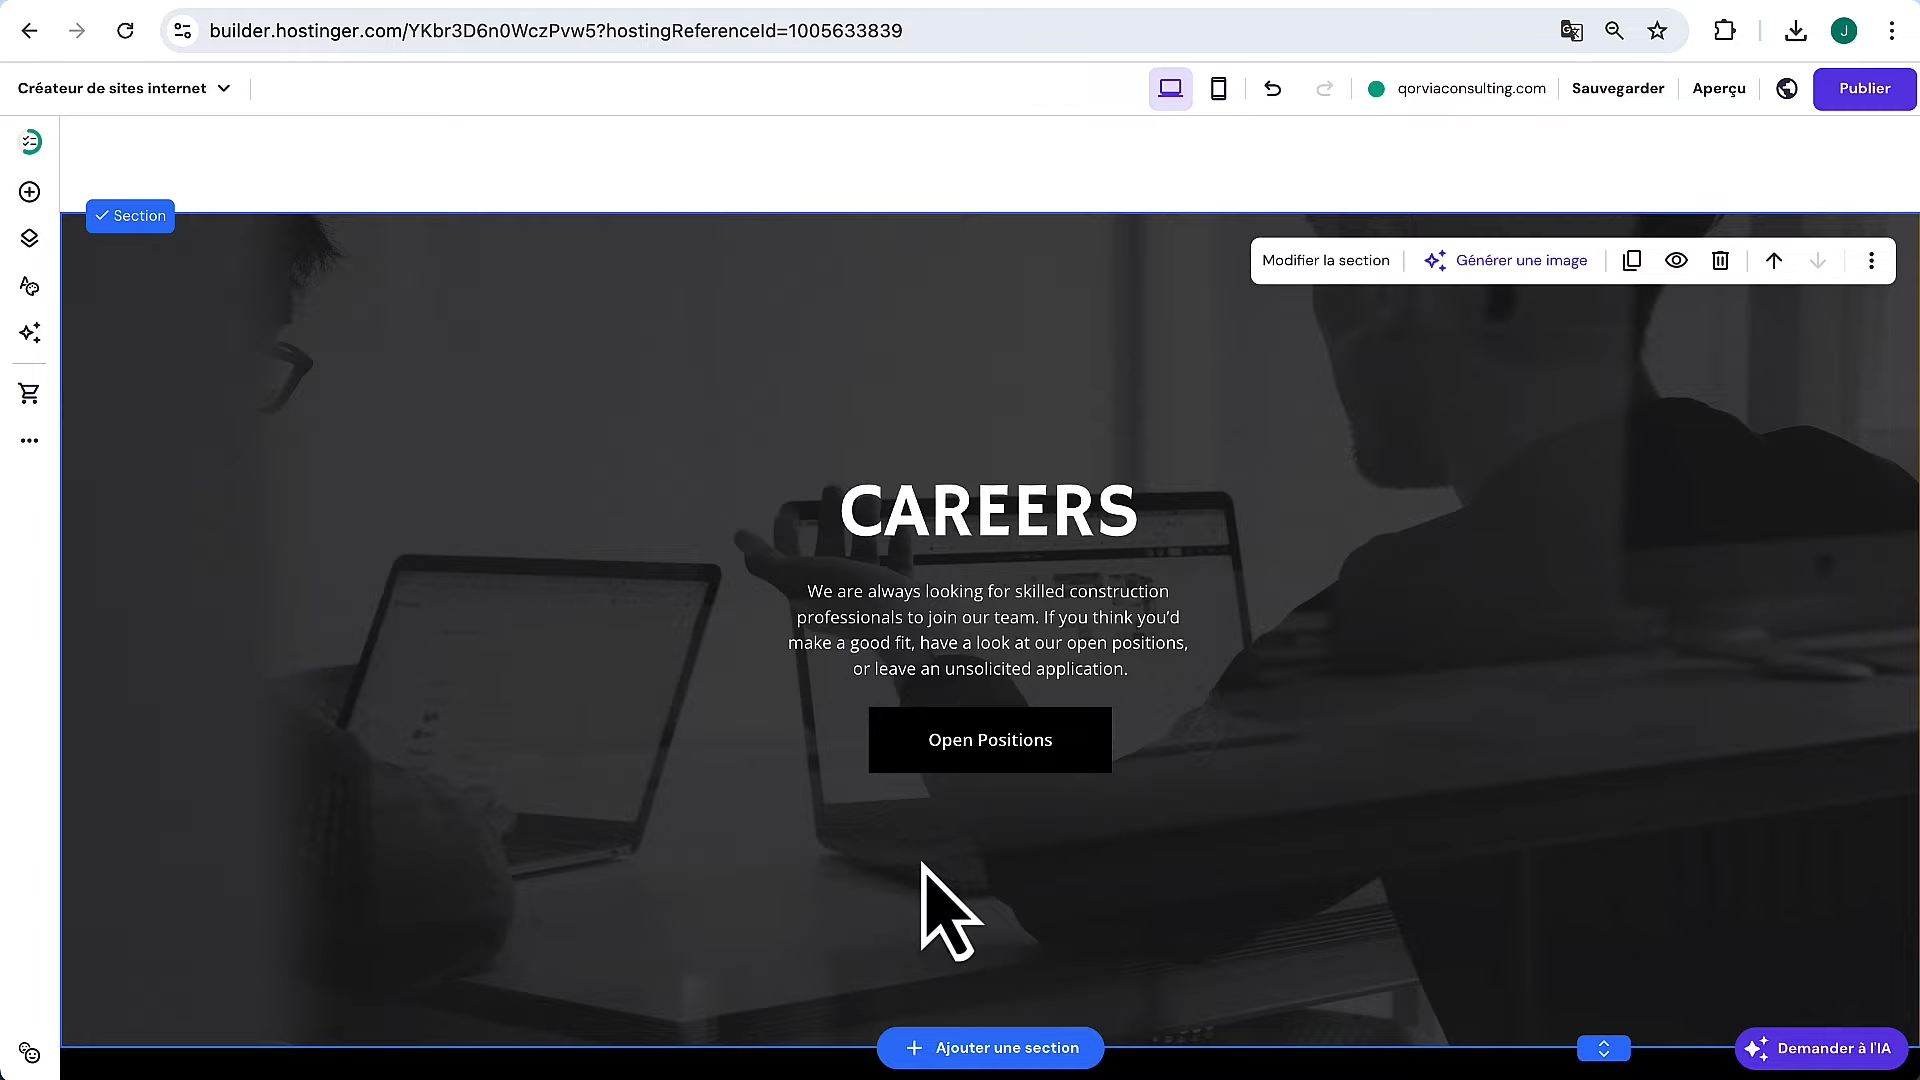 builder.hostinger.com/YKbr3D6n0WczPvw5?hostingReferenceId=1005633839
J
Créateur de sites internet
qorviaconsulting.com
Sauvegarder
Aperçu
Publier
Section
Modifier la section
Générer une image
CAREERS
We are always looking for skilled construction
professionals to join our team. If you think you’d
make a good fit, have a look at our open positions,
or leave an unsolicited application.
Open Positions
Ajouter une section
Demander à l'IA